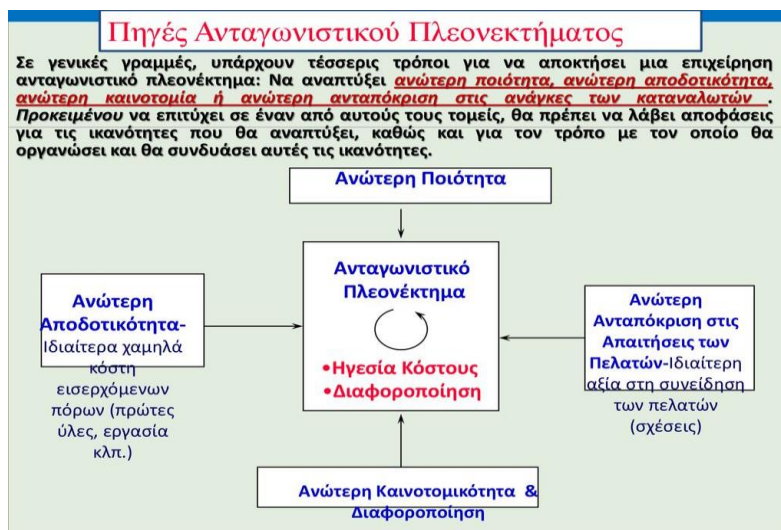 Πηγές Ανταγωνιστικού Πλεονεκτήματος
Σε γενικές γραμμές, υπάρχουν τέσσερις τρόποι για να αποκτήσει μια επιχείρηση
ανταγωνιστικό πλεονέκτημα: Να αναπτύξει ανώτερη ποιότητα, ανώτερη αποδοτικότητα,
ανώτερη καινοτομία ή ανώτερη ανταπόκριση στις ανάγκες των καταναλωτών .
Προκειμένου να επιτύχει σε έναν από αυτούς τους τομείς, θα πρέπει να λάβει αποφάσεις
για τις ικανότητες που θα αναπτύξει, καθώς και για τον τρόπο με τον οποίο θα
οργανώσει και θα συνδυάσει αυτές τις ικανότητες.
Ανώτερη Ποιότητα
Ανώτερη
Αποδοτικότητα-
Ιδιαίτερα χαμηλά
κόστη
εισερχόμενων
πόρων (πρώτες
ύλες, εργασία
κλπ.)
Ανταγωνιστικό
Πλεονέκτημα
•Ηγεσία Κόστους
•Διαφοροποίηση
Ανώτερη
Ανταπόκριση στις
Απαιτήσεις των
Πελατών-Ιδιαίτερη
αξία στη συνείδηση
των πελατών
(σχέσεις)
Ανώτερη Καινοτομικότητα &
Διαφοροποίηση